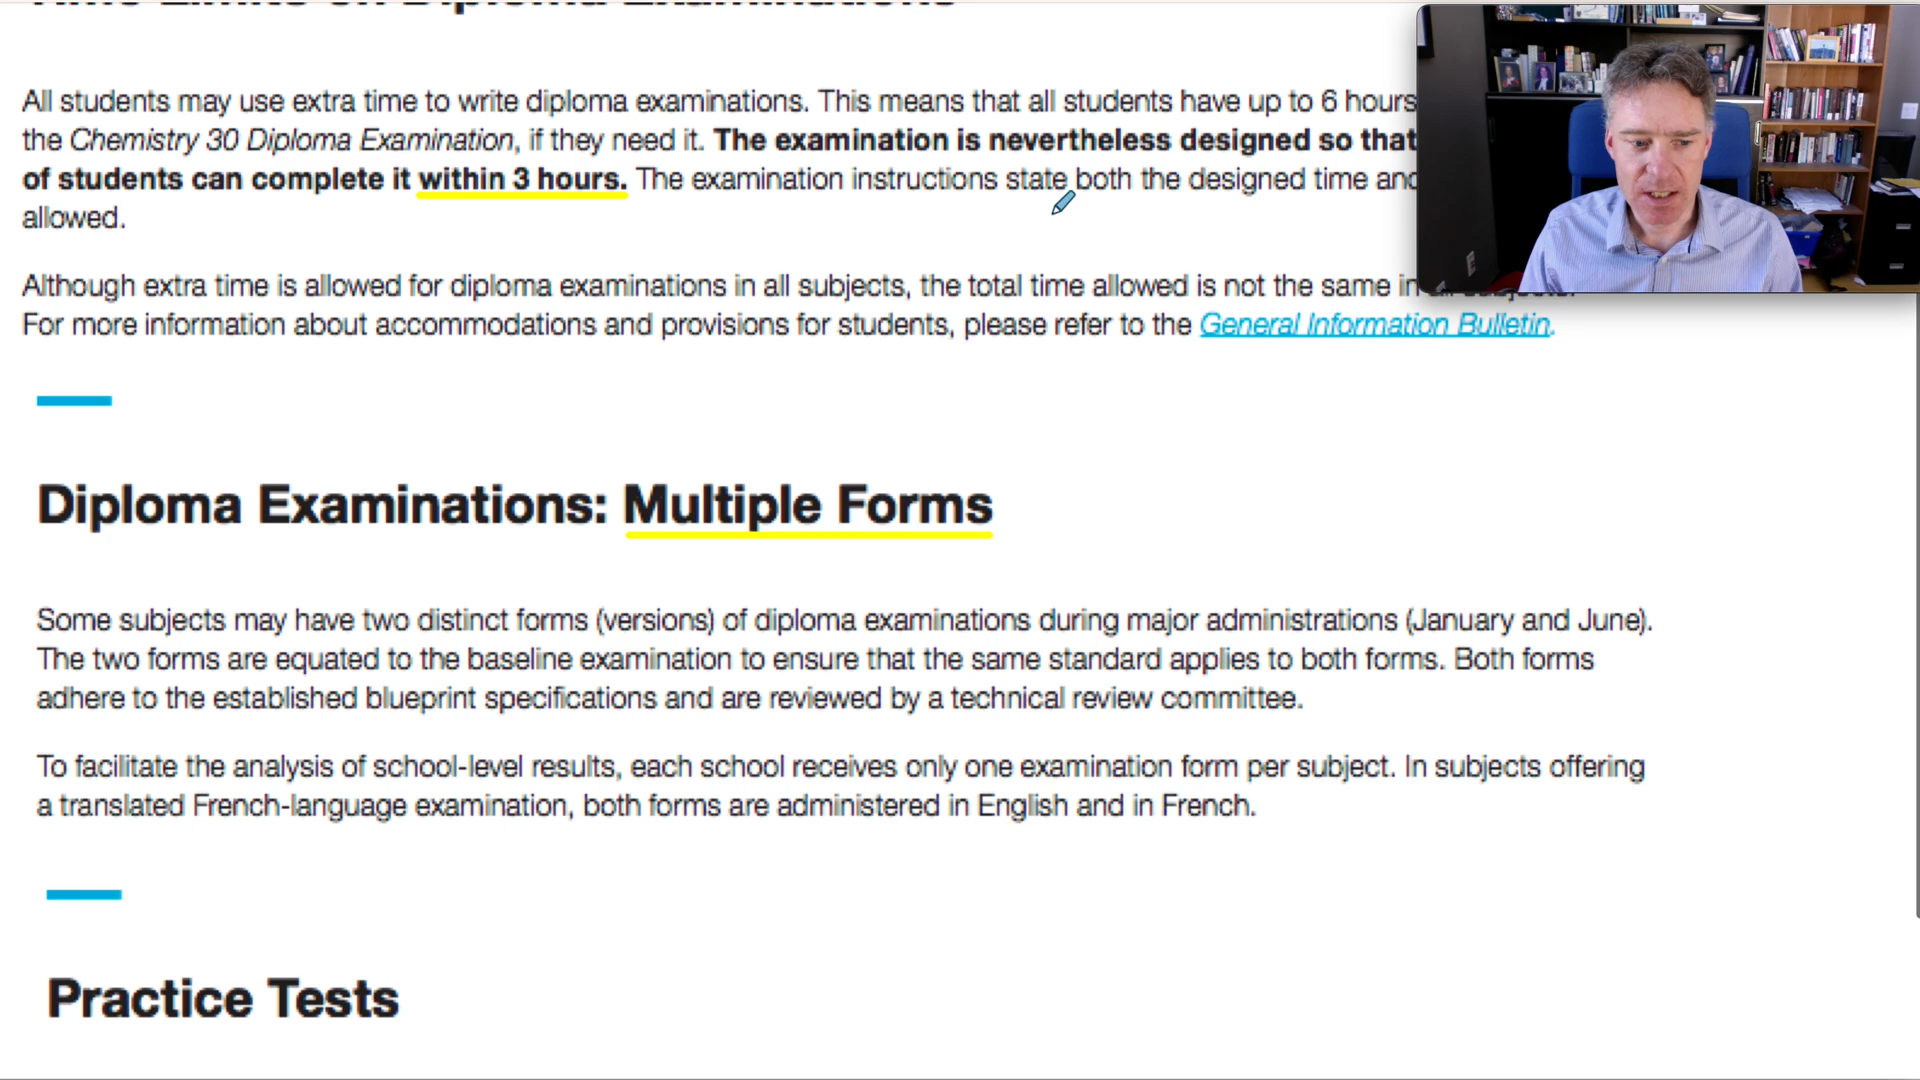 Time Limits on Diploma Examinations
All students may use extra time to write diploma examinations. This means that all students have up to 6 hours
the Chemistry 30 Diploma Examination, if they need it. The examination is nevertheless designed so that
of students can complete it within 3 hours. The examination instructions state both the designed time and
allowed.
Although extra time is allowed for diploma examinations in all subjects, the total time allowed is not the same in all subjects.
For more information about accommodations and provisions for students, please refer to the General Information Bulletin.
Diploma Examinations: Multiple Forms
Some subjects may have two distinct forms (versions) of diploma examinations during major administrations (January and June).
The two forms are equated to the baseline examination to ensure that the same standard applies to both forms. Both forms
adhere to the established blueprint specifications and are reviewed by a technical review committee.
To facilitate the analysis of school-level results, each school receives only one examination form per subject. In subjects offering
a translated French-language examination, both forms are administered in English and in French.
Practice Tests